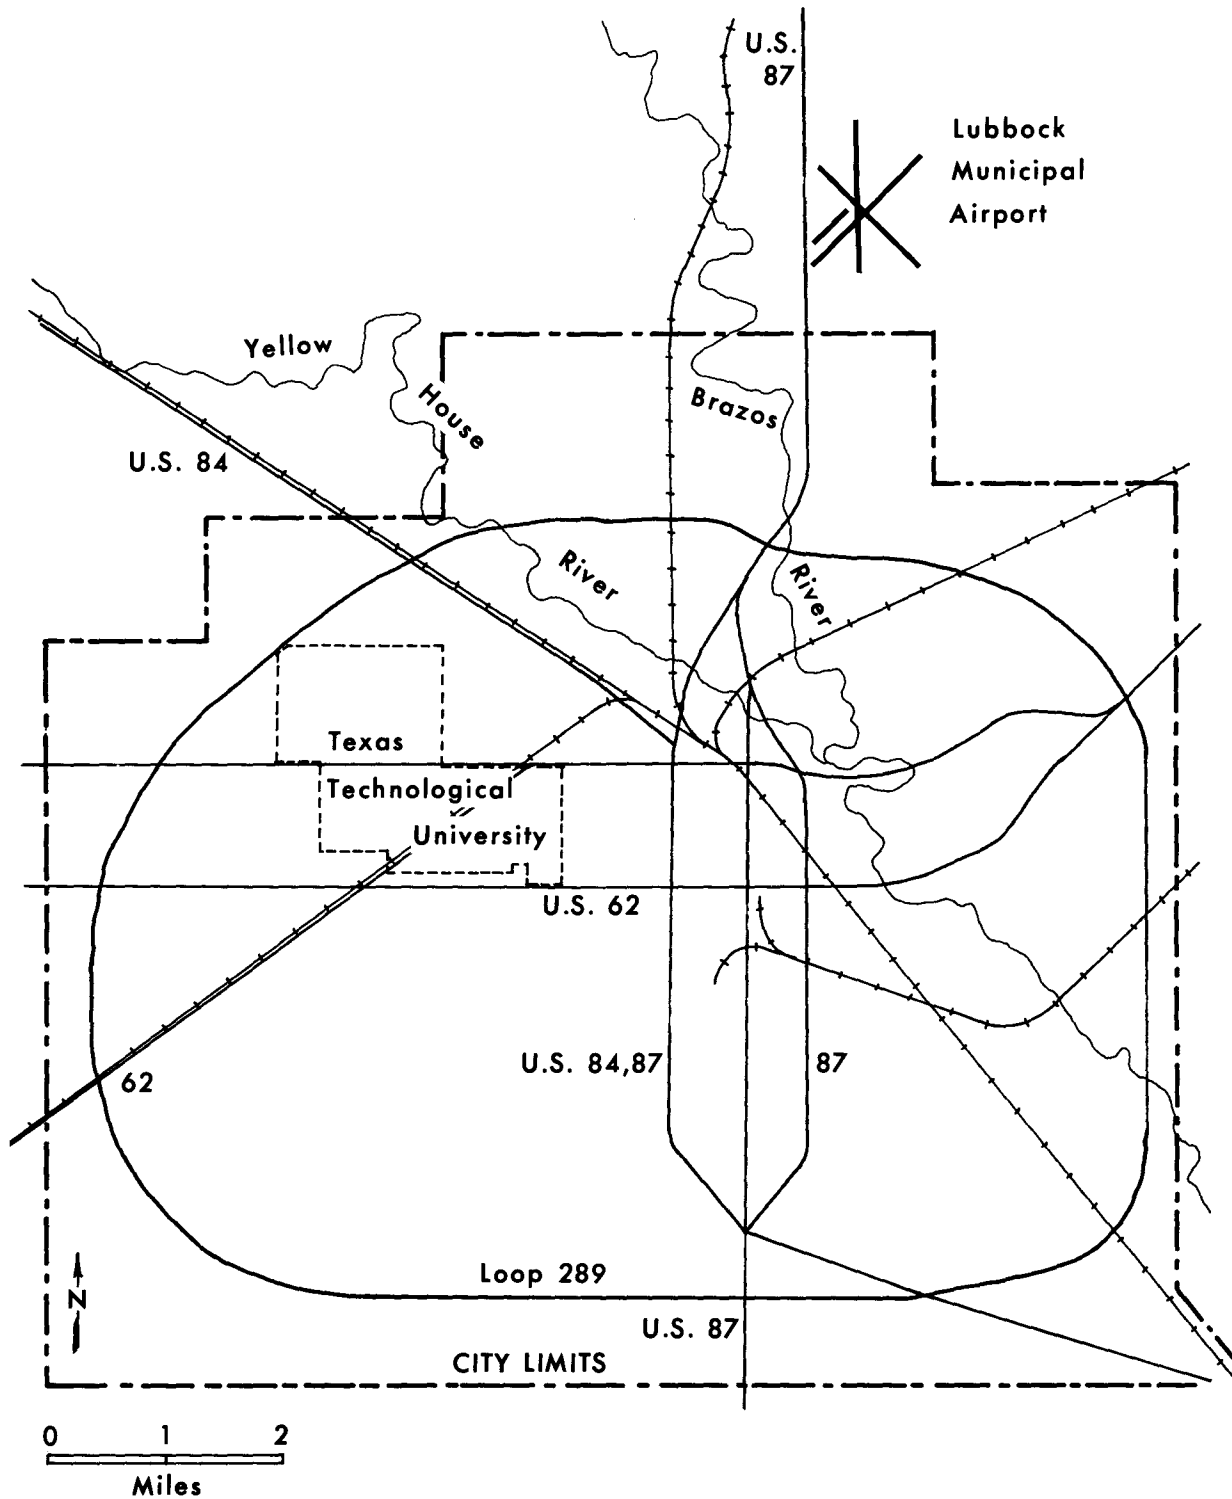 U.S.
87
Lubbock
Municipal
Airport
Yellow
House
Brazos
U.S. 84
River
River
Texas
Technological
University
U.S. 62
U.S. 84,87
87
62
Loop 289
N
U.S. 87
CITY LIMITS
0 1 2
Miles